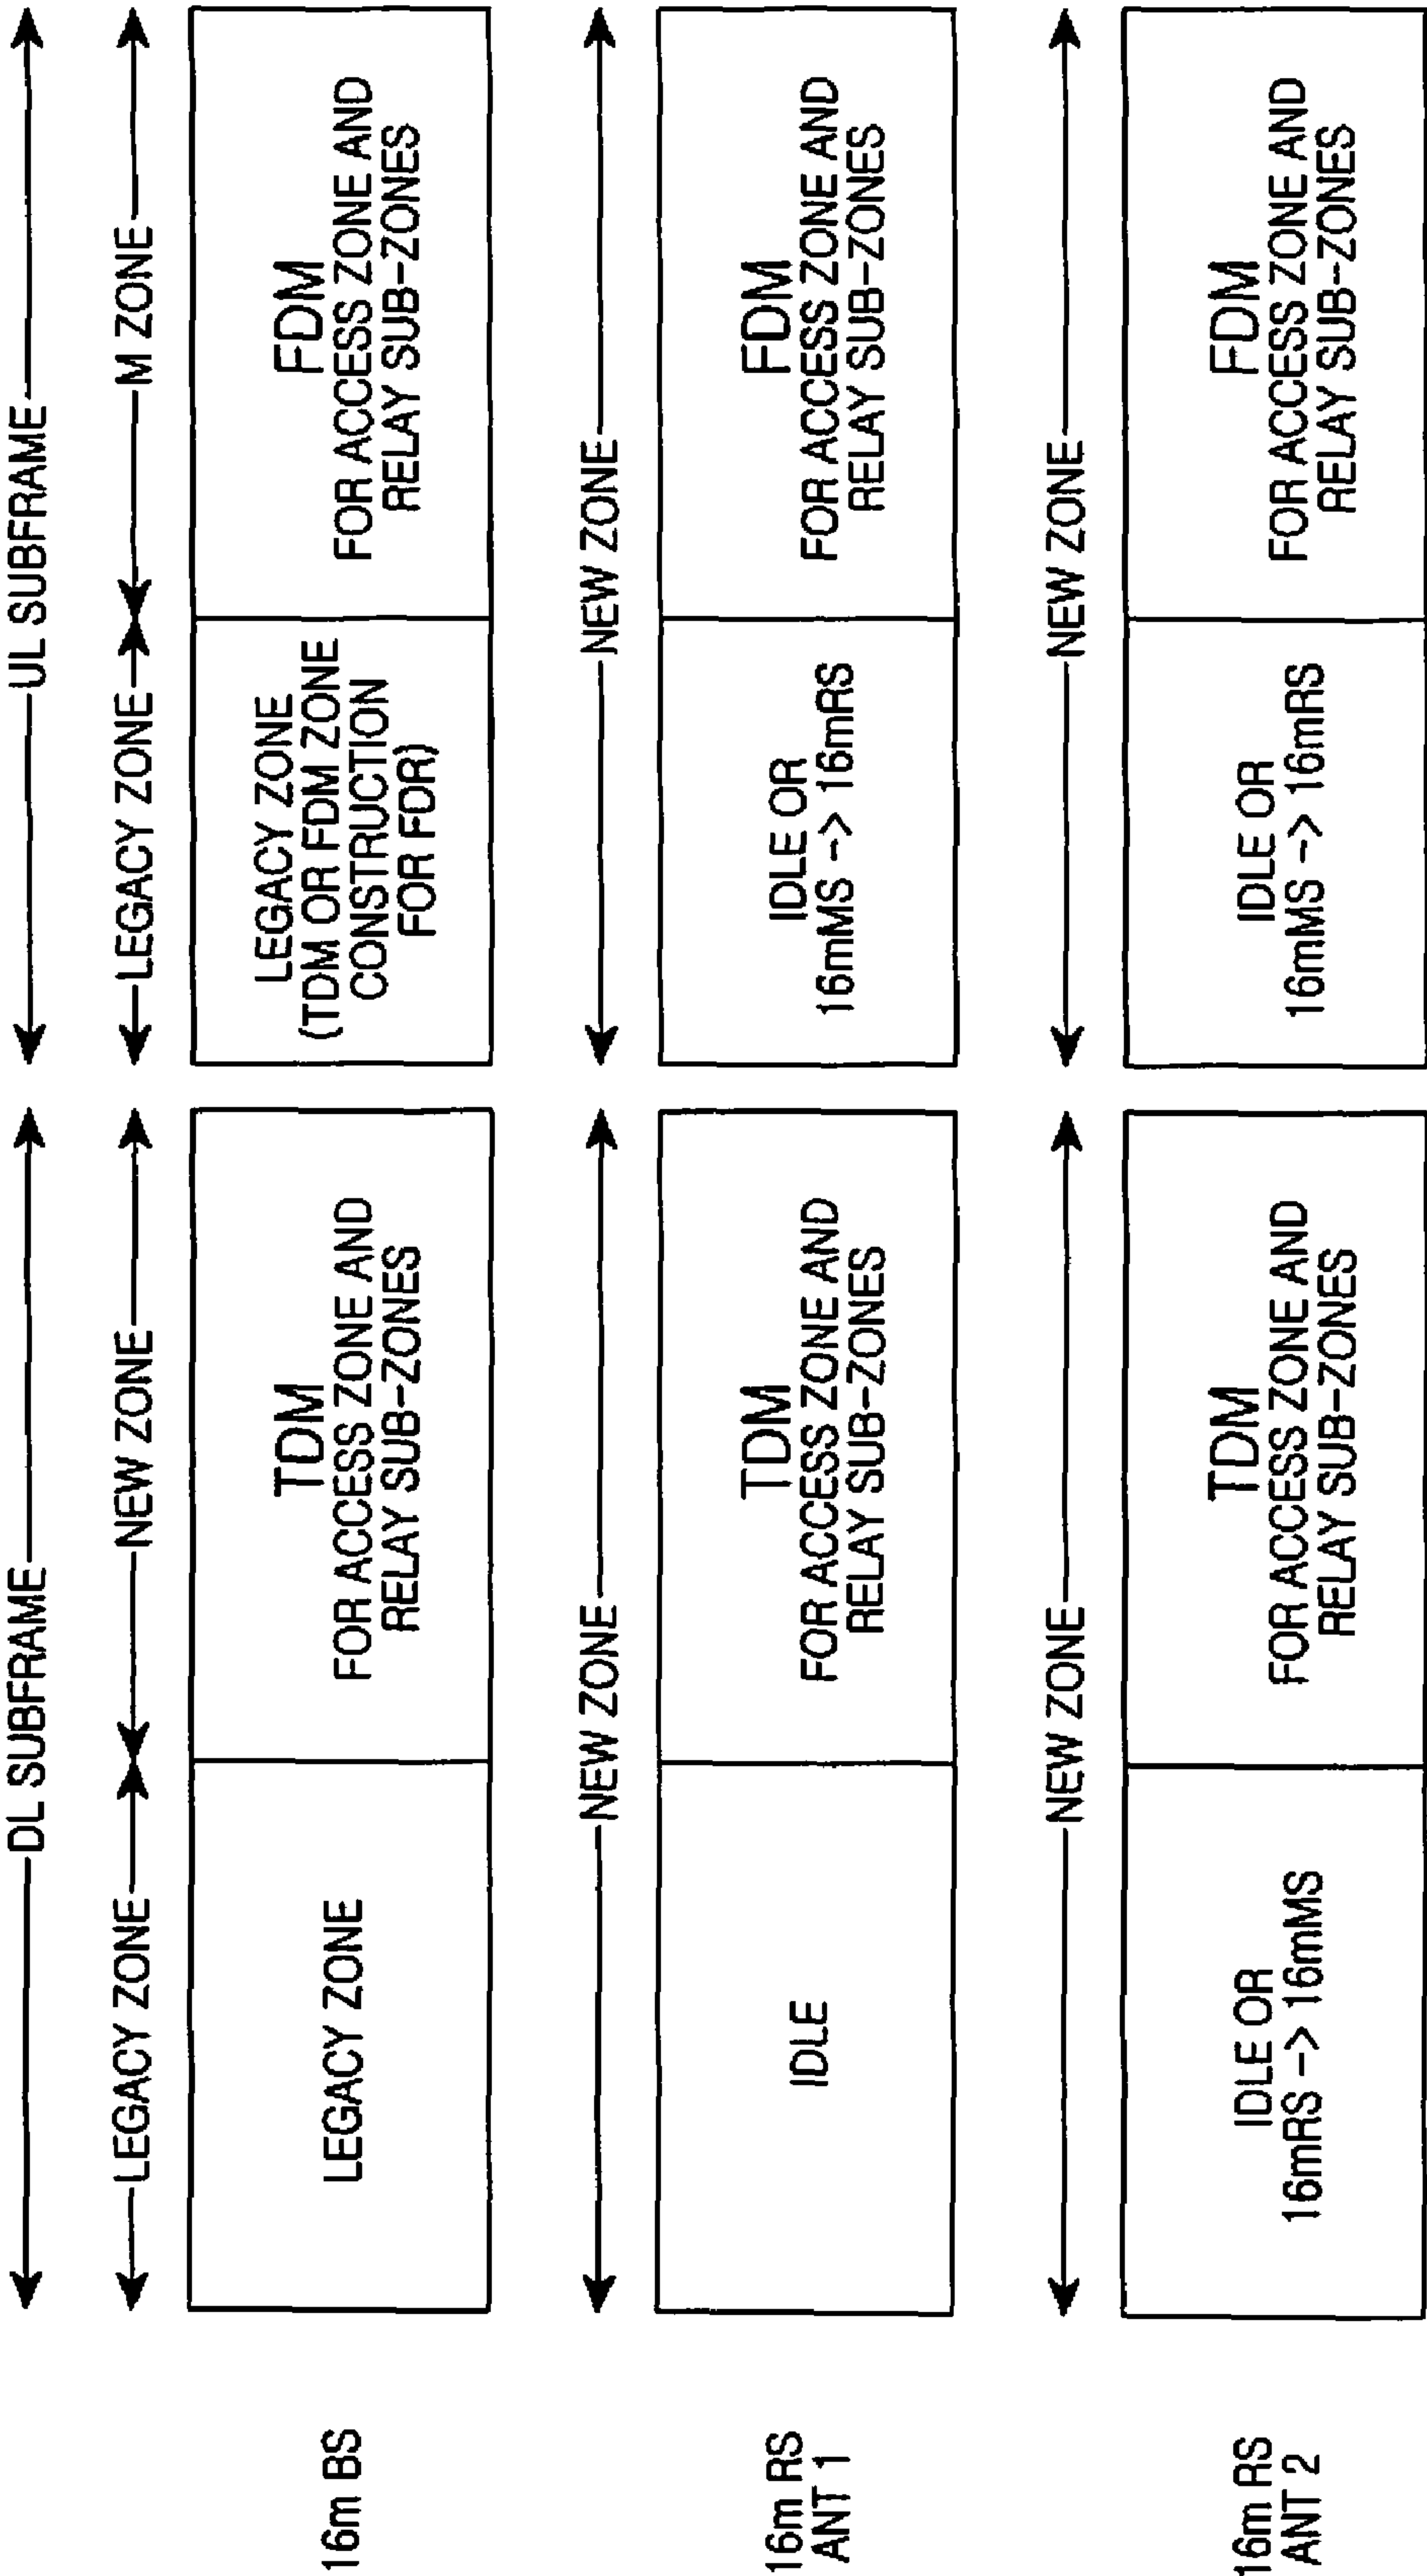 DL SUBFRAME
UL SUBFRAME
LEGACY ZONE
NEW ZONE
LEGACY ZONE
M ZONE
16m BS
LEGACY ZONE
TDM
FOR ACCESS ZONE AND
RELAY SUB-ZONES
LEGACY ZONE
(TDM OR FDM ZONE
CONSTRUCTION
FOR FDR)
FDM
FOR ACCESS ZONE AND
RELAY SUB-ZONES
NEW ZONE
NEW ZONE
16m RS
ANT 1
IDLE
TDM
FOR ACCESS ZONE AND
RELAY SUB-ZONES
IDLE OR
16mMS -> 16mRS
FDM
FOR ACCESS ZONE AND
RELAY SUB-ZONES
NEW ZONE
NEW ZONE
16m RS
ANT 2
IDLE OR
16mRS -> 16mMS
TDM
FOR ACCESS ZONE AND
RELAY SUB-ZONES
IDLE OR
16mMS -> 16mRS
FDM
FOR ACCESS ZONE AND
RELAY SUB-ZONES